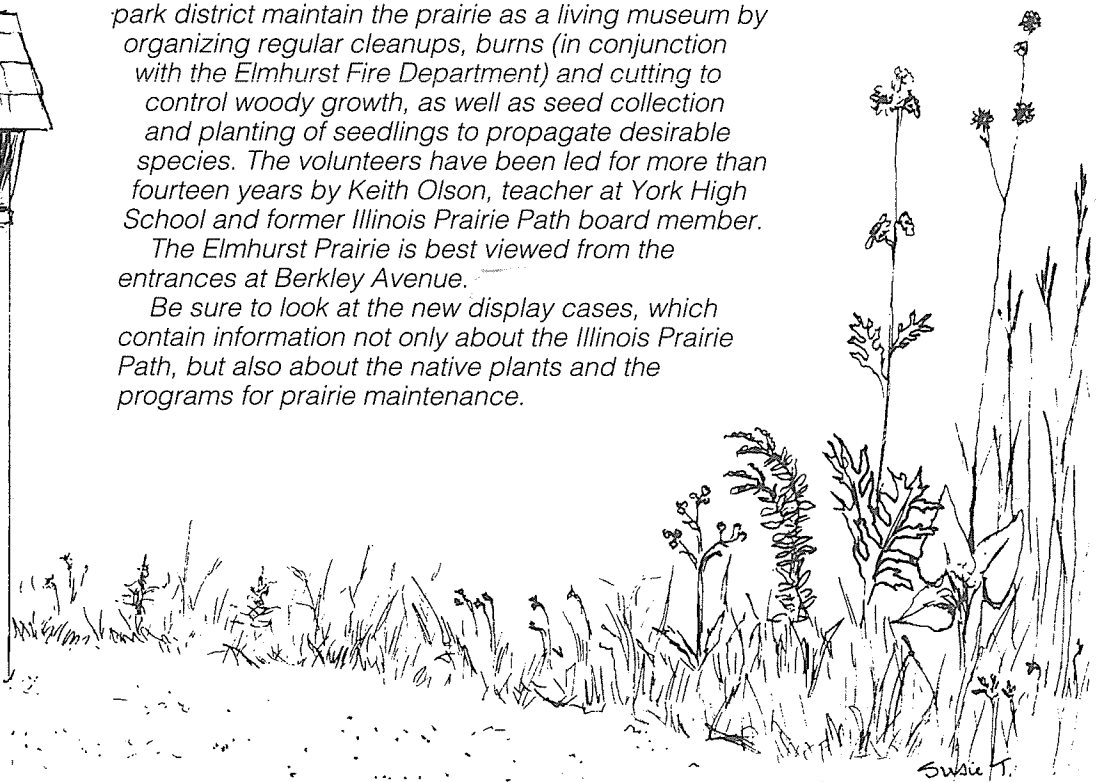 park district maintain the prairie as a living museum by
organizing regular cleanups, burns (in conjunction
with the Elmhurst Fire Department) and cutting to
control woody growth, as well as seed collection
and planting of seedlings to propagate desirable
species. The volunteers have been led for more than
fourteen years by Keith Olson, teacher at York High
School and former Illinois Prairie Path board member.
The Elmhurst Prairie is best viewed from the
entrances at Berkley Avenue.
Be sure to look at the new display cases, which
contain information not only about the Illinois Prairie
Path, but also about the native plants and the
programs for prairie maintenance.
Susie T.